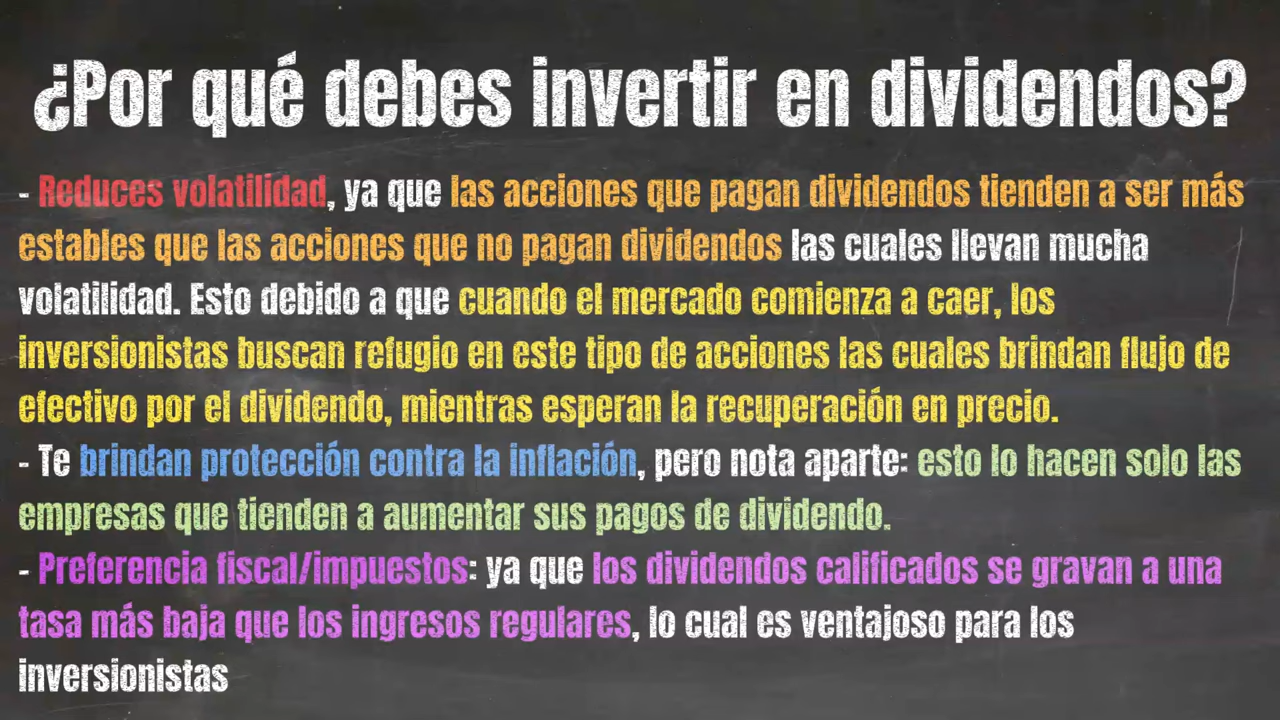 ¿Por qué debes invertir en dividendos?
- Reduces volatilidad, ya que las acciones que pagan dividendos tienden a ser más
estables que las acciones que no pagan dividendos las cuales llevan mucha
volatilidad. Esto debido a que cuando el mercado comienza a caer, los
inversionistas buscan refugio en este tipo de acciones las cuales brindan flujo de
efectivo por el dividendo, mientras esperan la recuperación en precio.
- Te brindan protección contra la inflación, pero nota aparte: esto lo hacen solo las
empresas que tienden a aumentar sus pagos de dividendo.
- Preferencia fiscal/impuestos: ya que los dividendos calificados se gravan a una
tasa más baja que los ingresos regulares, lo cual es ventajoso para los
inversionistas